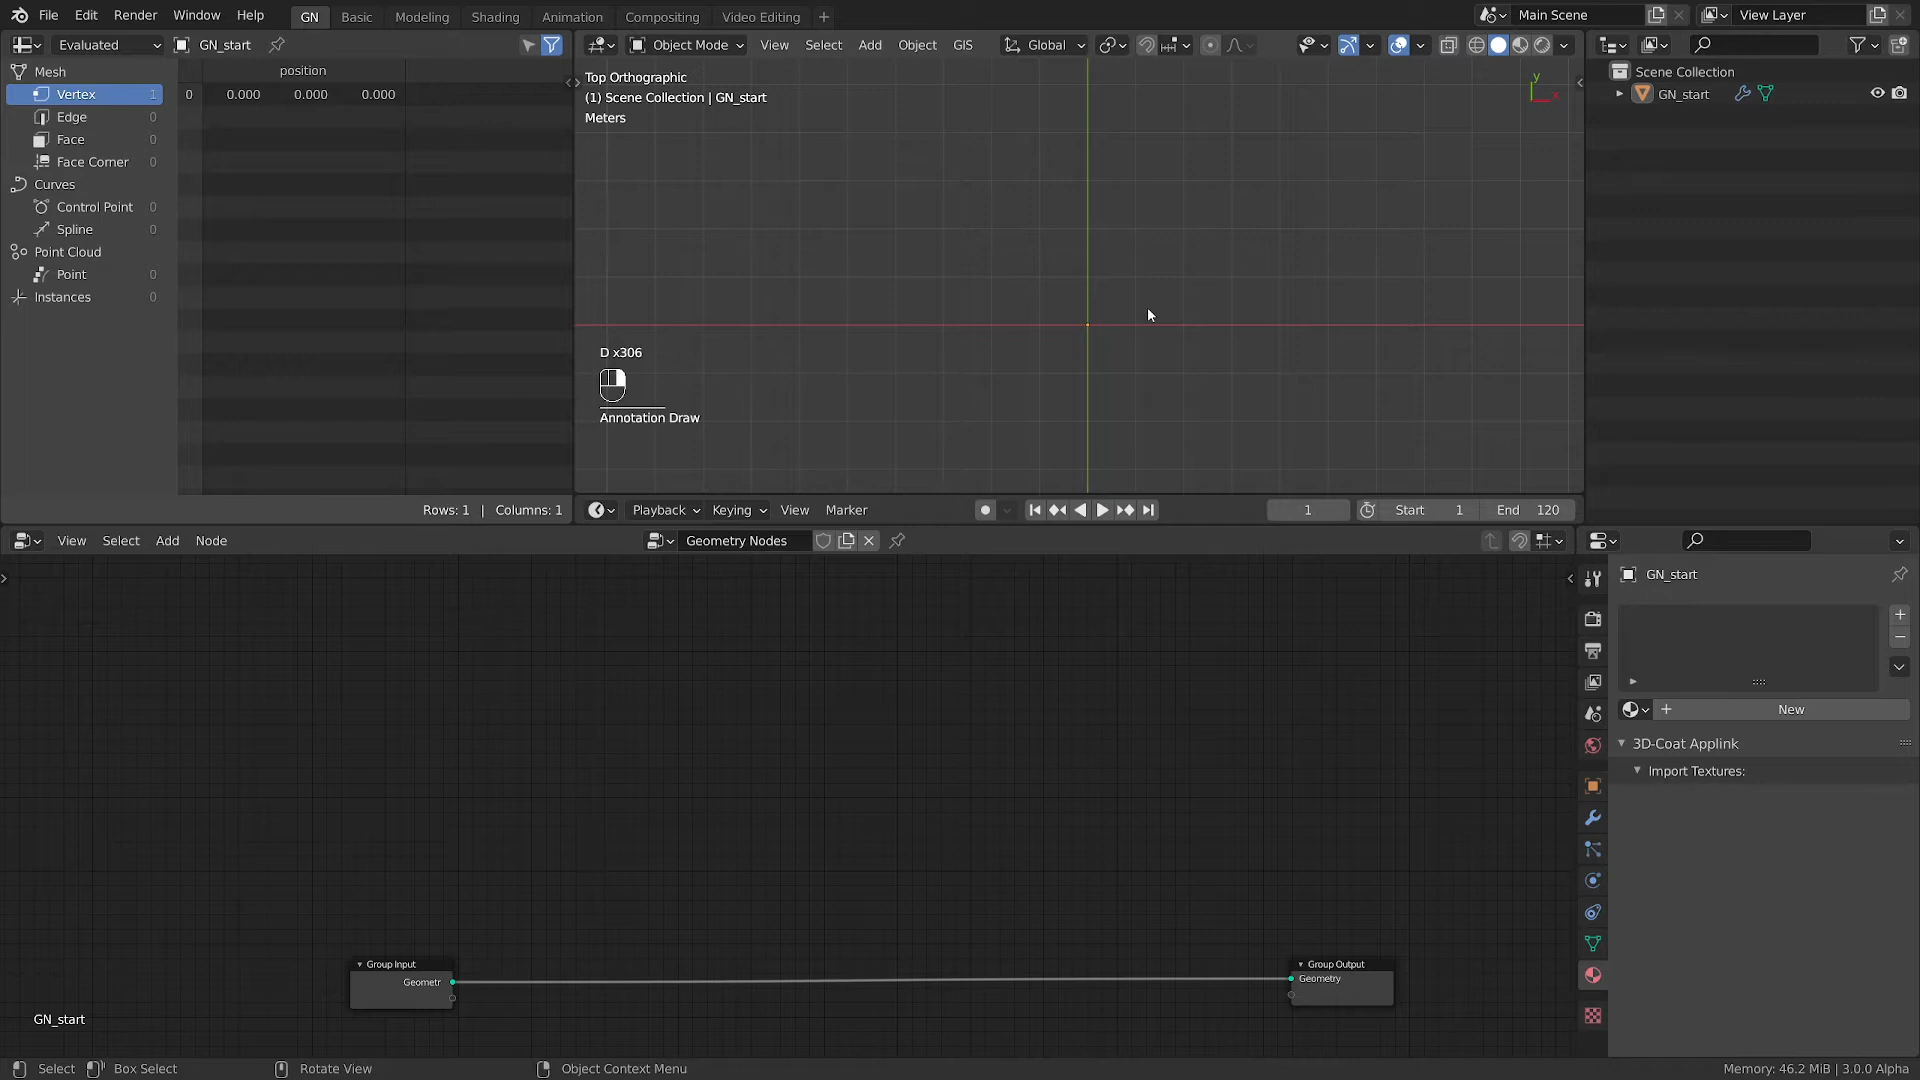 File Edit Render Window Help GN Basic Modeling Shading Animation Compositing Video Editing + Main Scene View Layer
Evaluated GN_start
Object Mode View Select Add Object GIS Global
Mesh
Vertex 1
Edge 0
Face 0
Face Corner 0
Curves
Control Point 0
Spline 0
Point Cloud
Point 0
Instances 0
position
0 0.000 0.000 0.000
Rows: 1 | Columns: 1
Top Orthographic
(1) Scene Collection | GN_start
Meters
y
x
D x306
Annotation Draw
Scene Collection
GN_start
Playback Keying View Marker 1 Start 1 End 120
View Select Add Node Geometry Nodes
Group Input
Geometr
Group Output
Geometry
GN_start
GN_start
New
3D-Coat Applink
Import Textures:
Select Box Select Rotate View Object Context Menu Memory: 46.2 MiB | 3.0.0 Alpha